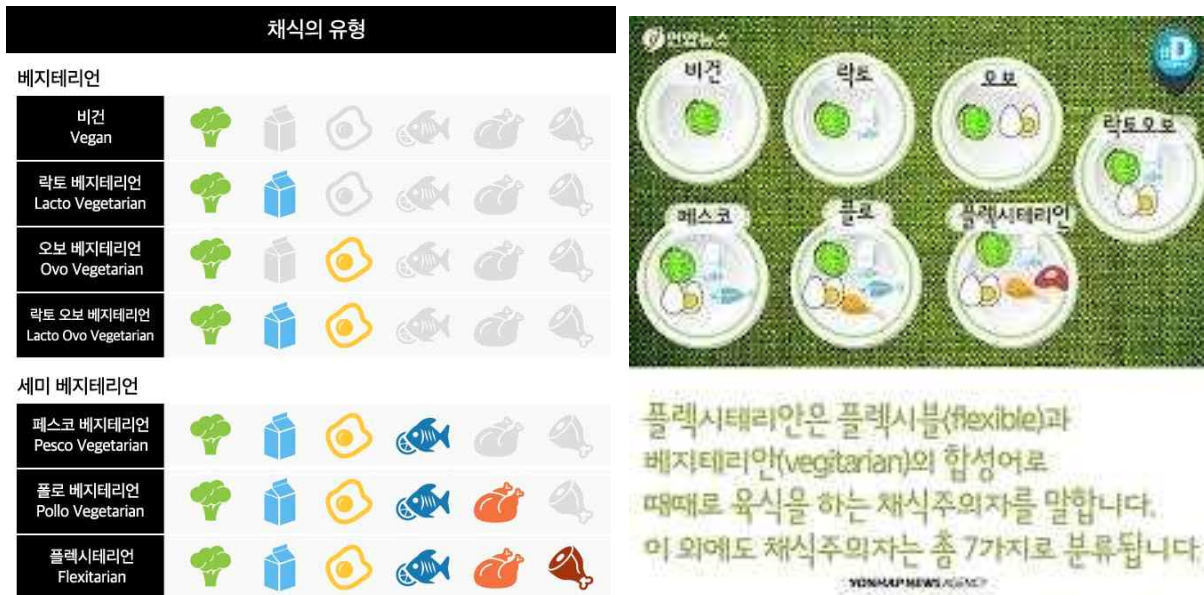 채식의 유형
베지테리언
비건
Vegan
락토 베지테리언
Lacto Vegetarian
오보 베지테리언
Ovo Vegetarian
락토 오보 베지테리언
Lacto Ovo Vegetarian
세미 베지테리언
페스코 베지테리언
Pesco Vegetarian
폴로 베지테리언
Pollo Vegetarian
플렉시테리언
Flexitarian
연합뉴스
비건
락토
오보
락토오보
페스코
폴로
플렉시테리안
플렉시테리안은 플렉시블(flexible)과
베지테리안(vegitarian)의 합성어로
때때로 육식을 하는 채식주의자를 말합니다.
이 외에도 채식주의자는 총 7가지로 분류됩니다
YONHAP NEWS AGENCY